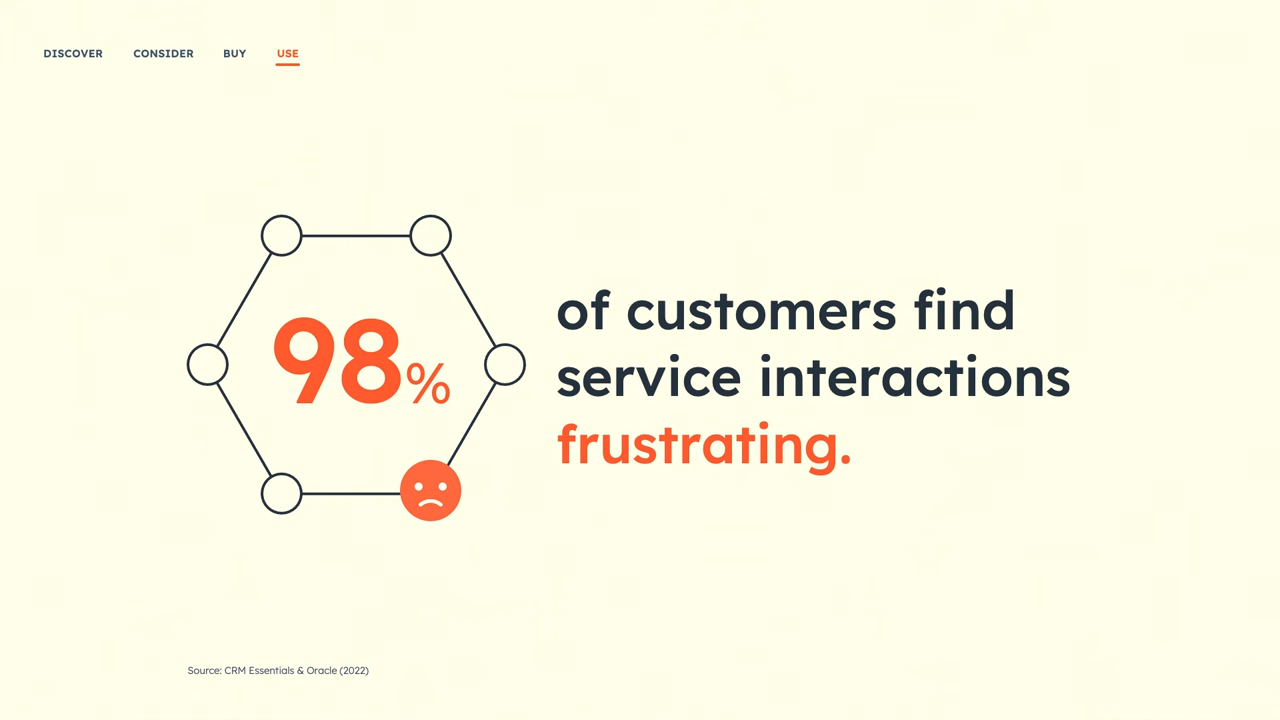 DISCOVER CONSIDER BUY USE
98%
of customers find
service interactions
frustrating.
Source: CRM Essentials & Oracle (2022)